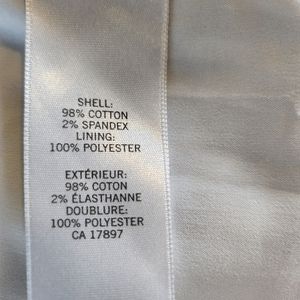 SHELL:
98% COTTON
2% SPANDEX
LINING:
100% POLYESTER
EXTÉRIEUR:
98% COTON
2% ÉLASTHANNE
DOUBLURE:
100% POLYESTER
CA 17897